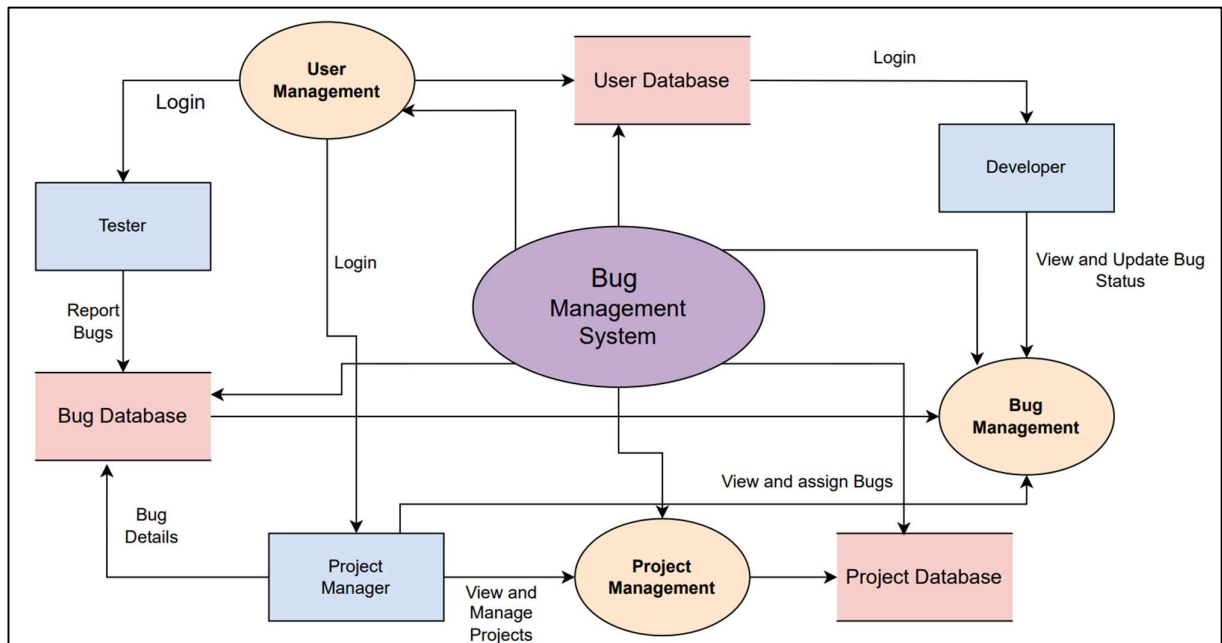 User
Management
User Database
Login
Login
Developer
Tester
Login
View and Update Bug
Status
Bug
Management
System
Report
Bugs
Bug Database
Bug
Management
View and assign Bugs
Bug
Details
Project
Manager
Project
Management
Project Database
View and
Manage
Projects